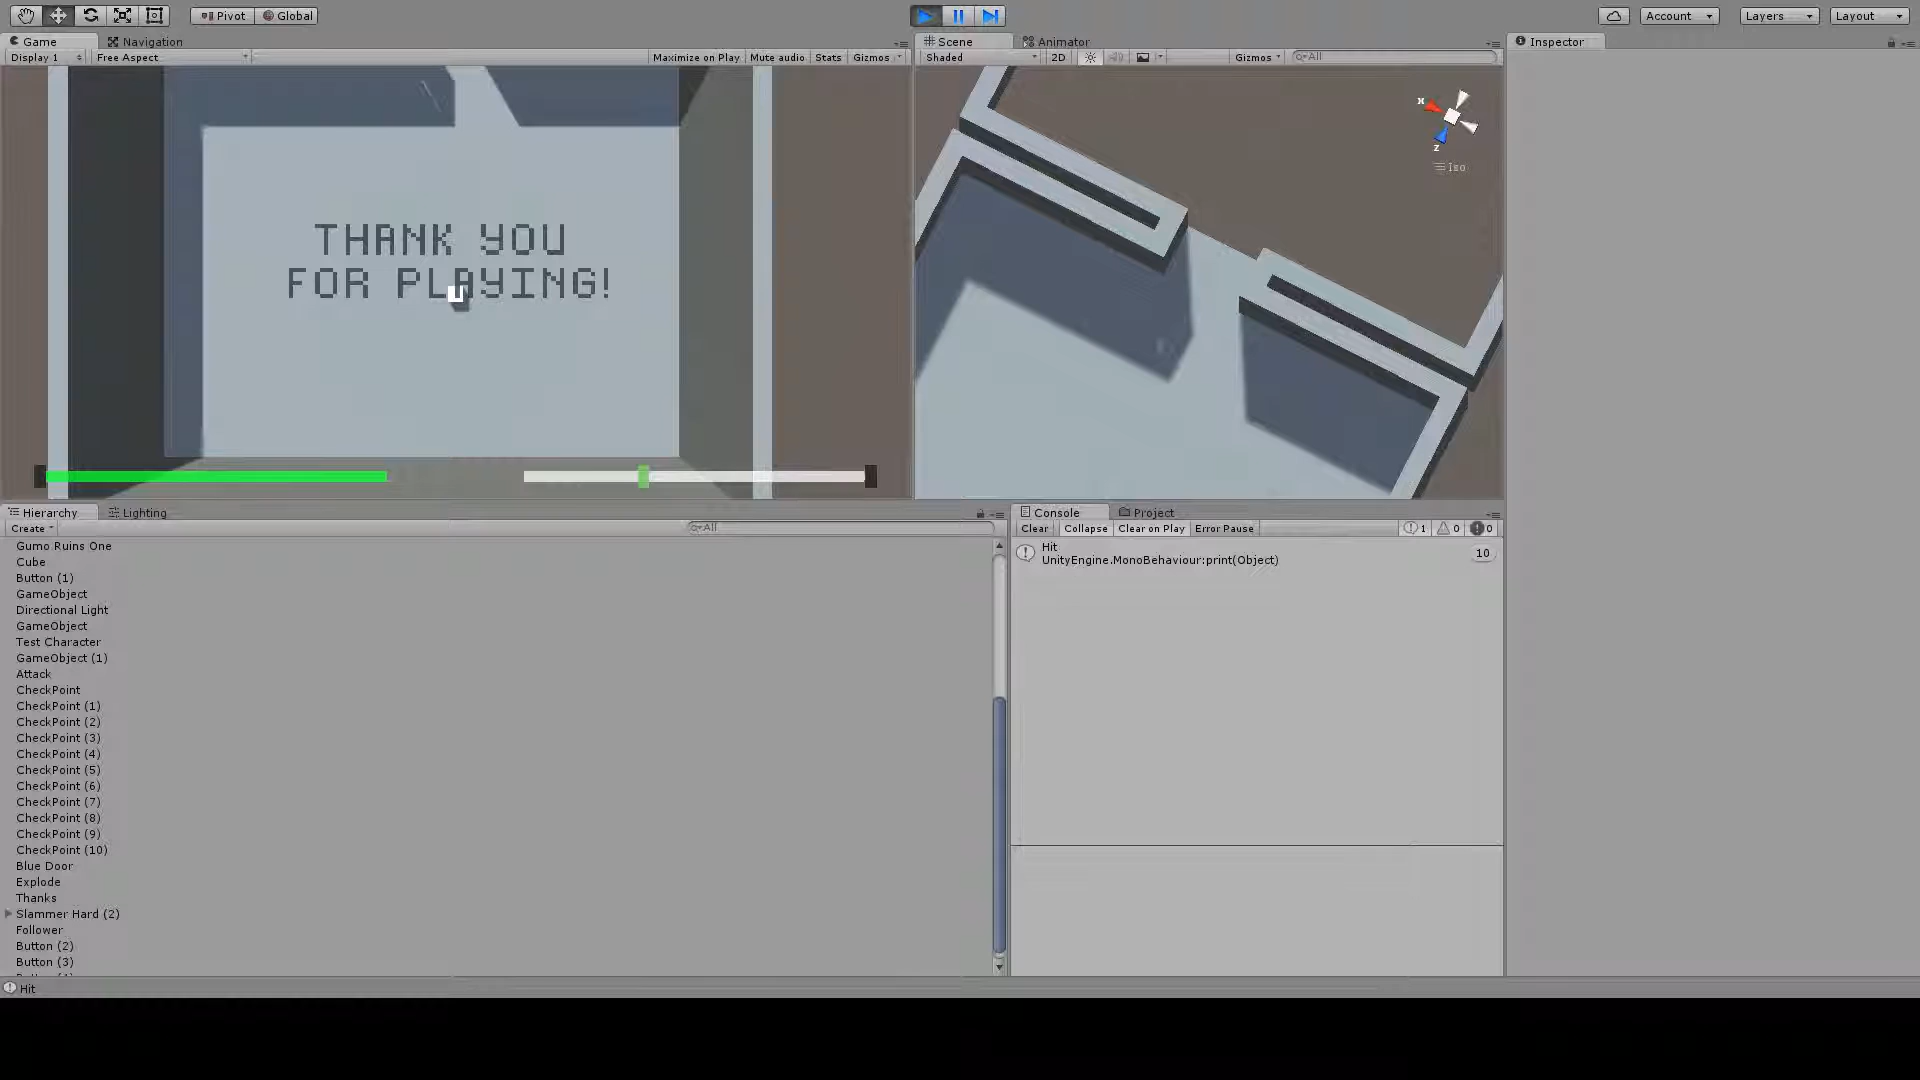 Pivot Global Account Layers Layout
Game Navigation
Display 1 Free Aspect Maximize on Play Mute audio Stats Gizmos
THANK YOU
FOR PLAYING!
Scene Animator
Shaded 2D Gizmos All
x
z
Iso
Inspector
Hierarchy Lighting
Create All
Gumo Ruins One
Cube
Button (1)
GameObject
Directional Light
GameObject
Test Character
GameObject (1)
Attack
CheckPoint
CheckPoint (1)
CheckPoint (2)
CheckPoint (3)
CheckPoint (4)
CheckPoint (5)
CheckPoint (6)
CheckPoint (7)
CheckPoint (8)
CheckPoint (9)
CheckPoint (10)
Blue Door
Explode
Thanks
Slammer Hard (2)
Follower
Button (2)
Button (3)
Console Project
Clear Collapse Clear on Play Error Pause 1 0 0
Hit
UnityEngine.MonoBehaviour:print(Object) 10
Hit